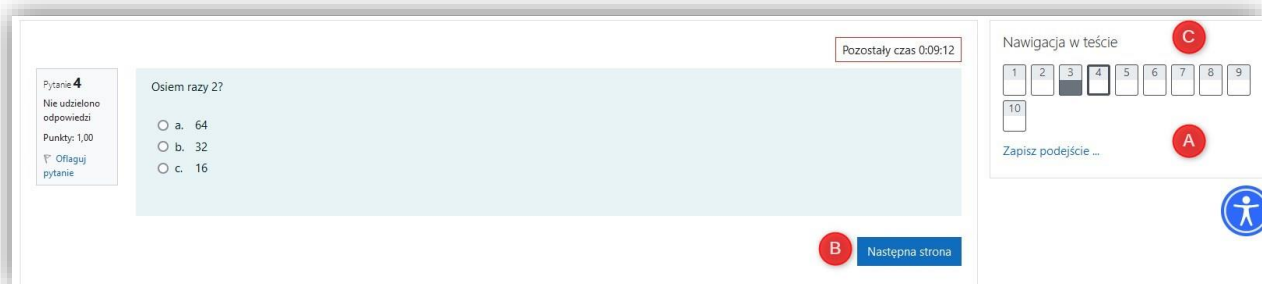 Pozostały czas 0:09:12
Pytanie 4
Nie udzielono
odpowiedzi
Punkty: 1,00
Oflaguj
pytanie
Osiem razy 2?
a. 64
b. 32
c. 16
B
Następna strona
Nawigacja w teście
C
1 2 3 4 5 6 7 8 9
10
Zapisz podejście ...
A